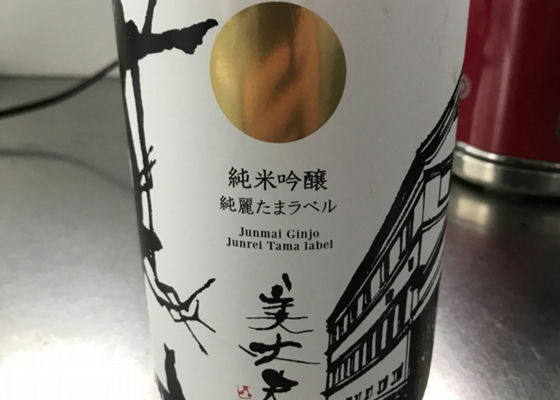 純米吟醸
純麗たまラベル
Junmai Ginjo
Junrei Tama label
美丈夫